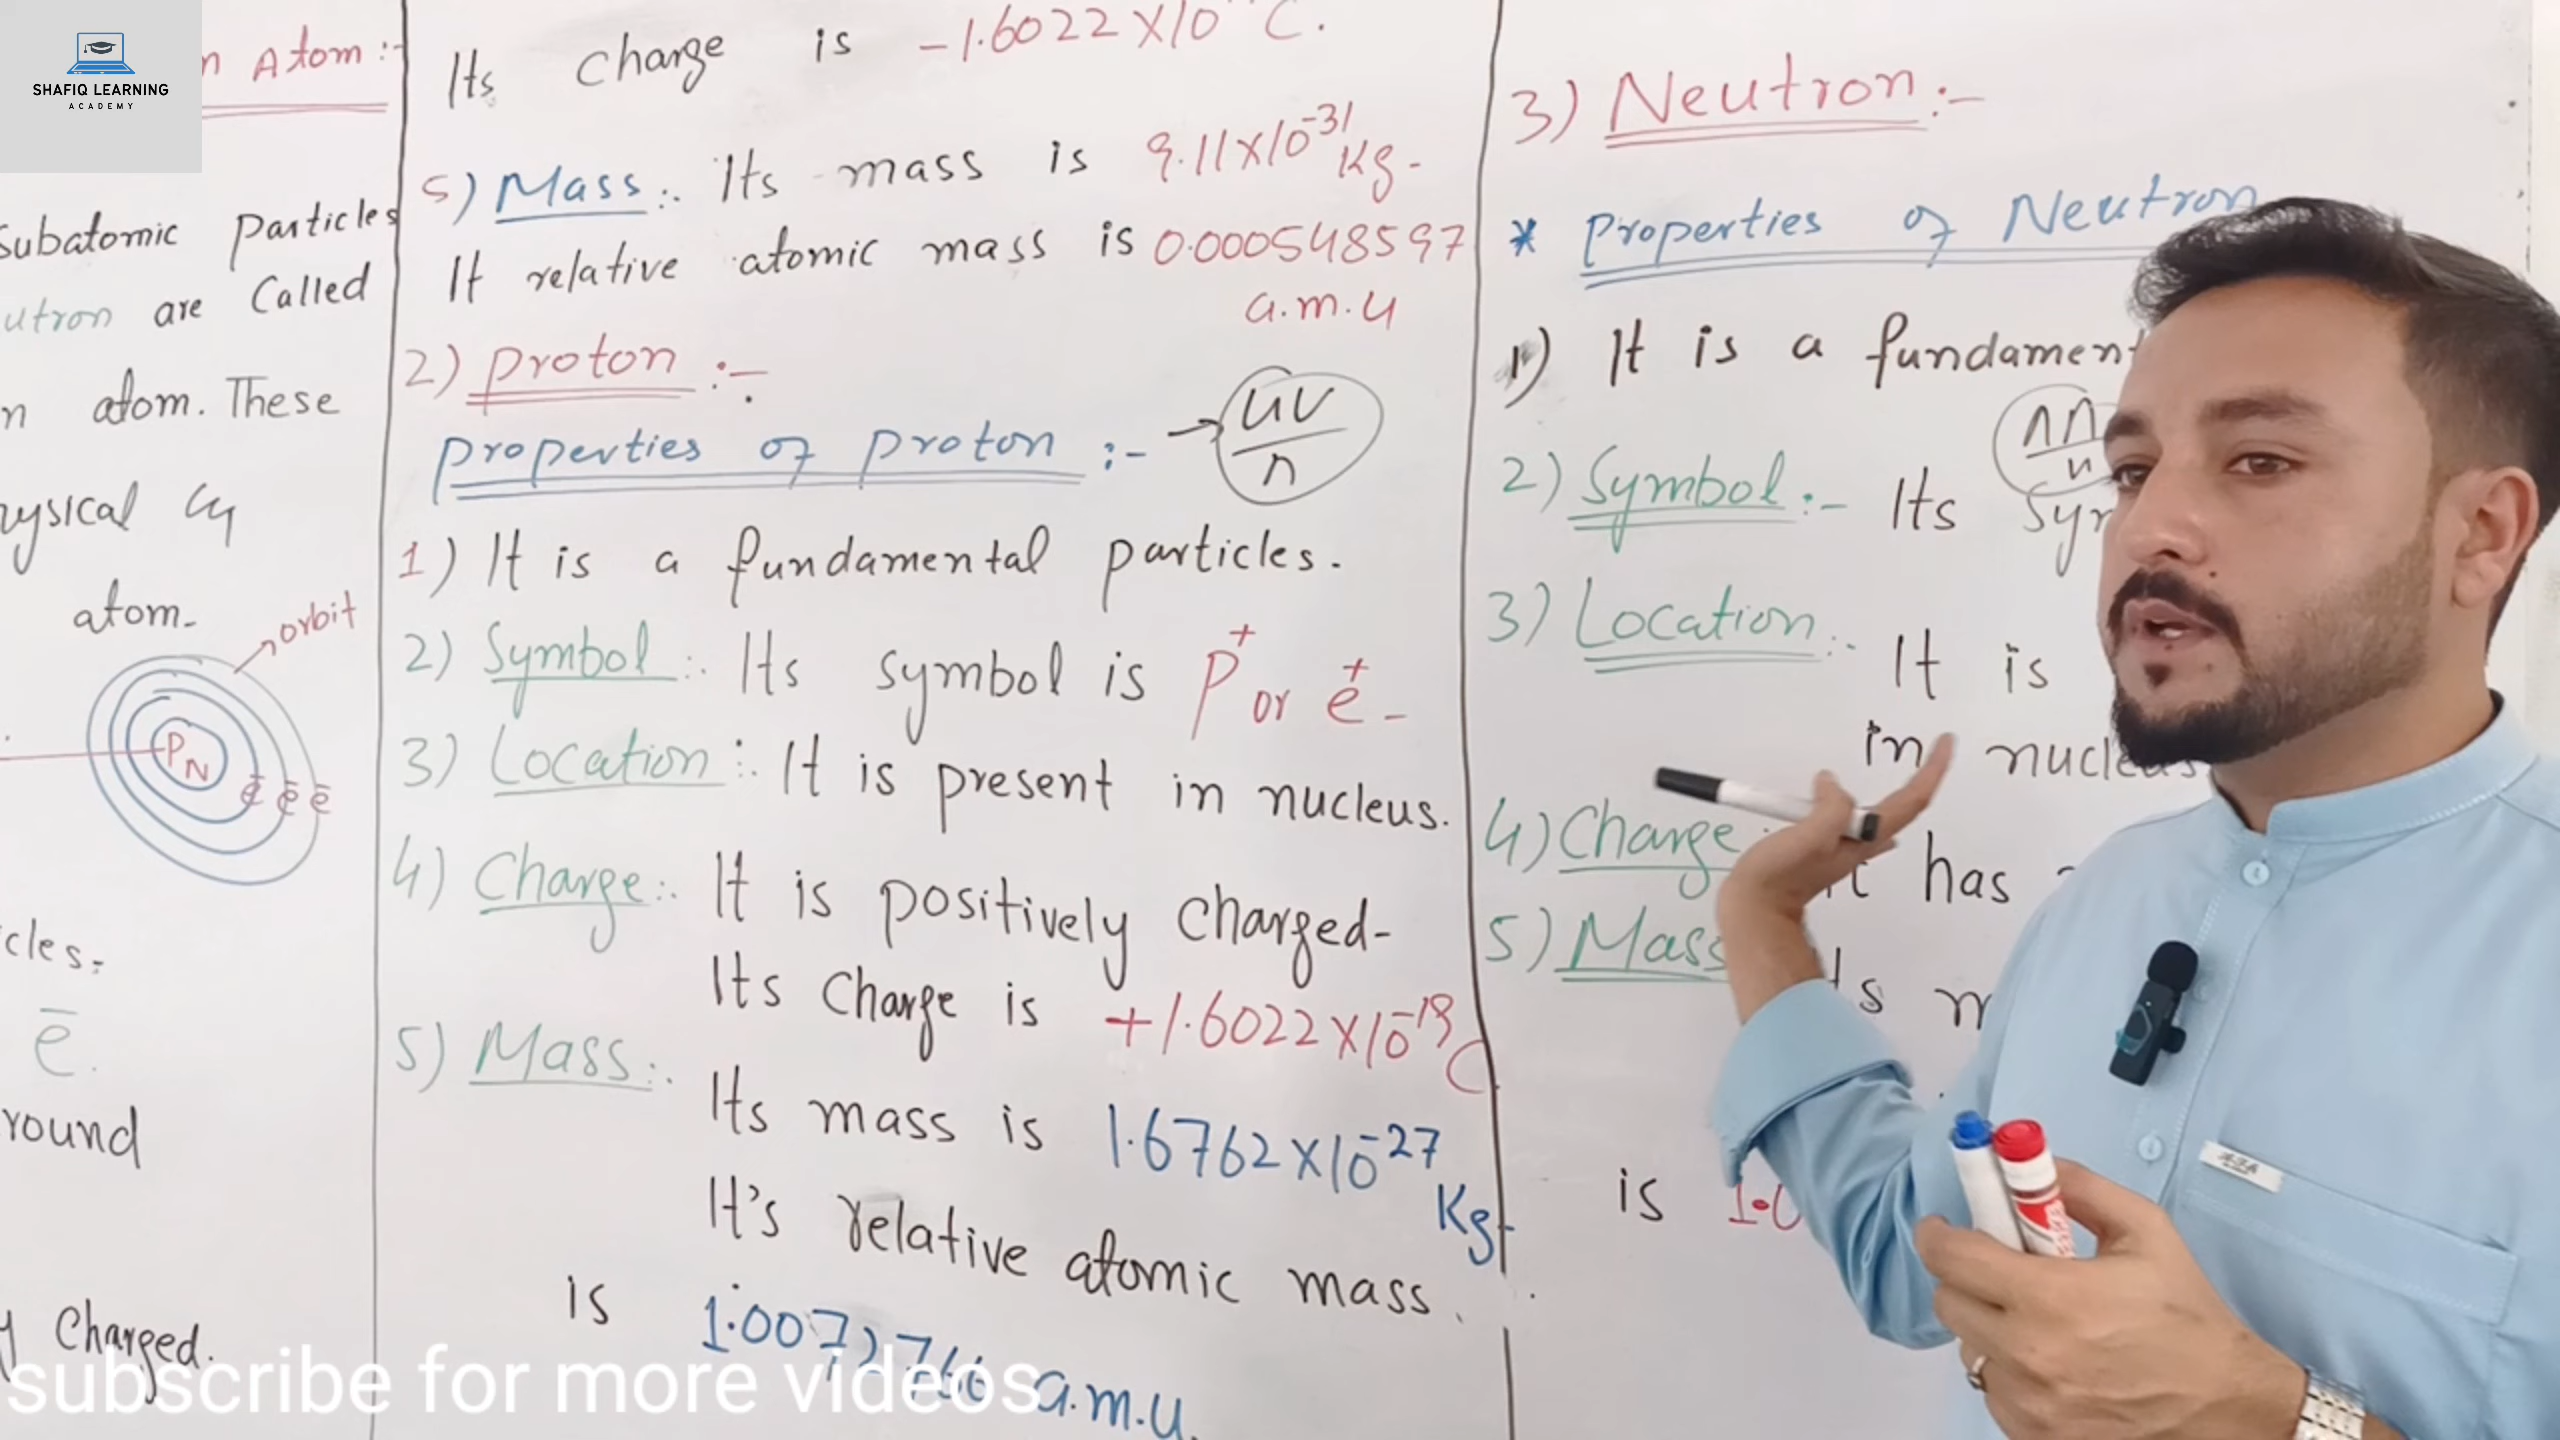 SHAFIQ LEARNING
ACADEMY
n Atom:-
subatomic Particles
utron are Called
n atom. These
atom.
orbit
P
N
e̅ e̅ e̅
cles.
e̅.
round
y Charged.
Its charge is -1.6022×10 C.
5) Mass:. Its mass is 9.11×10⁻³¹ Kg.
It relative atomic mass is 0.000548597
a.m.u
2) proton :-
properties of proton :- →
uv
n
1) It is a fundamental particles.
2) Symbol:. Its symbol is P⁺ or e⁺-
3) Location:. It is present in nucleus.
4) Charge:. It is positively charged-
Its Charge is +1.6022×10⁻¹⁹ C
5) Mass:.
Its mass is 1.6762×10⁻²⁷
Kg-
It's relative atomic mass.
is 1.0072766 a.m.u.
3) Neutron :-
* properties of Neutron
1) It is a fundament
nn
n
2) Symbol:- Its Sy
3) Location:-
It is
in nucleus
4) Charge
has
5) Mass
is 1.0
subscribe for more videos